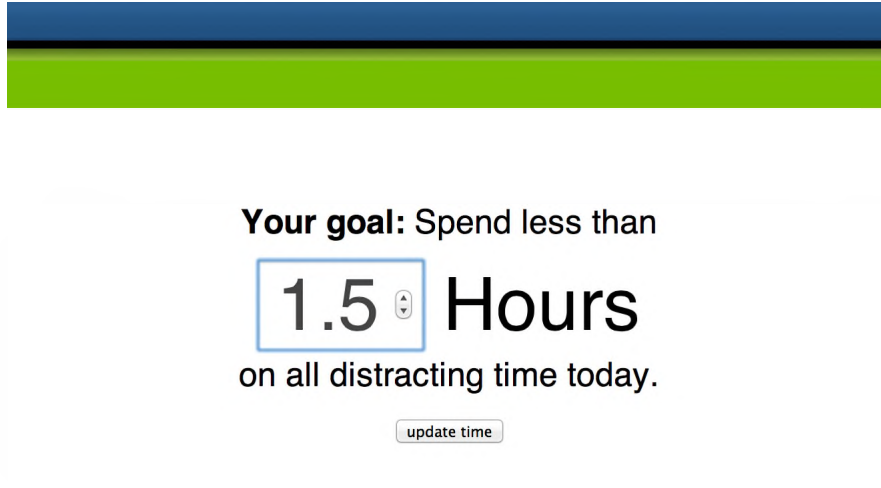 Your goal: Spend less than
1.5 Hours
on all distracting time today.
update time